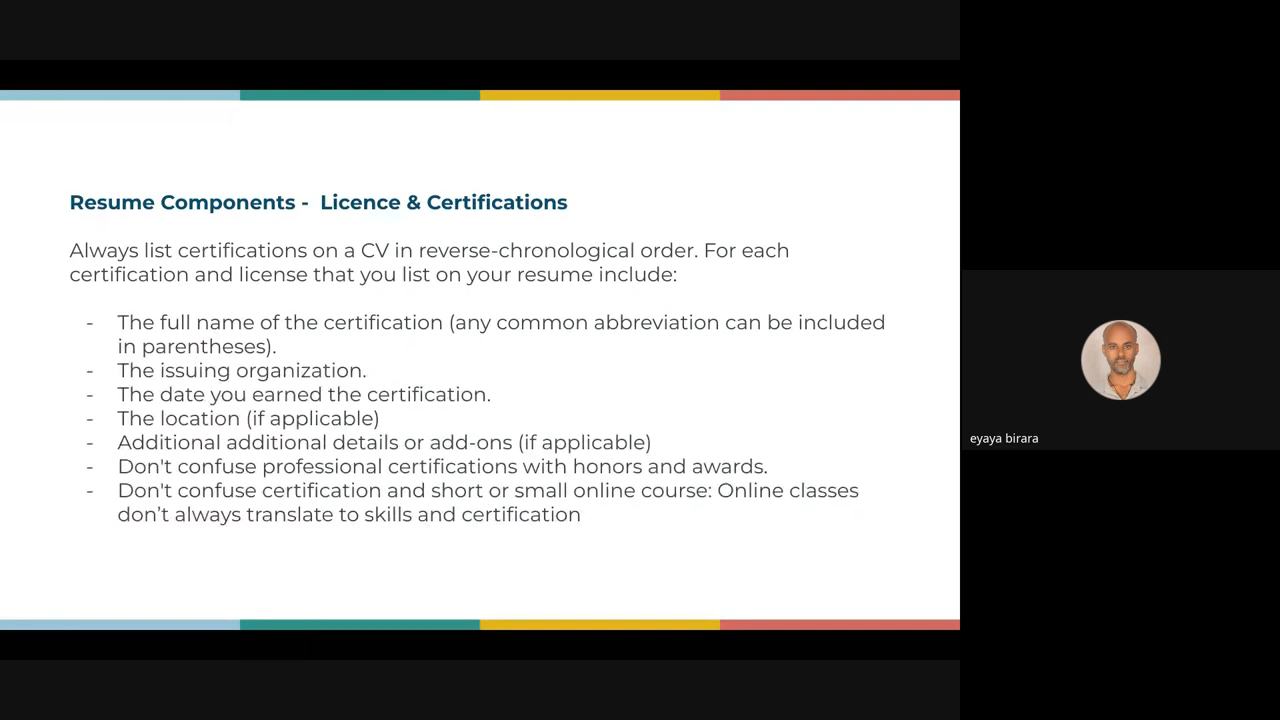 Resume Components - Licence & Certifications
Always list certifications on a CV in reverse-chronological order. For each
certification and license that you list on your resume include:
- The full name of the certification (any common abbreviation can be included
in parentheses).
- The issuing organization.
- The date you earned the certification.
- The location (if applicable)
- Additional additional details or add-ons (if applicable)
- Don't confuse professional certifications with honors and awards.
- Don't confuse certification and short or small online course: Online classes
don’t always translate to skills and certification
eyaya birara